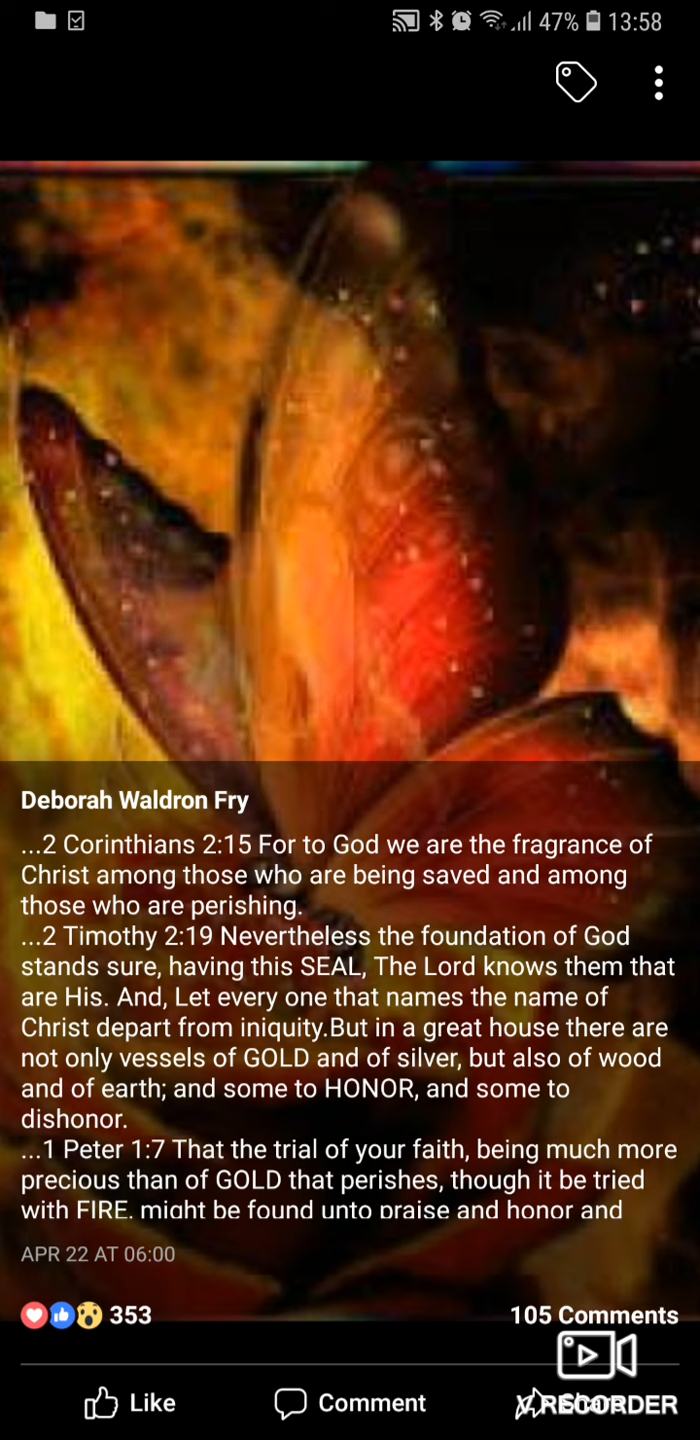 47% 13:58
Deborah Waldron Fry
...2 Corinthians 2:15 For to God we are the fragrance of
Christ among those who are being saved and among
those who are perishing.
...2 Timothy 2:19 Nevertheless the foundation of God
stands sure, having this SEAL, The Lord knows them that
are His. And, Let every one that names the name of
Christ depart from iniquity.But in a great house there are
not only vessels of GOLD and of silver, but also of wood
and of earth; and some to HONOR, and some to
dishonor.
...1 Peter 1:7 That the trial of your faith, being much more
precious than of GOLD that perishes, though it be tried
with FIRE, might be found unto praise and honor and
APR 22 AT 06:00
353 105 Comments
Like Comment Share
V RECORDER